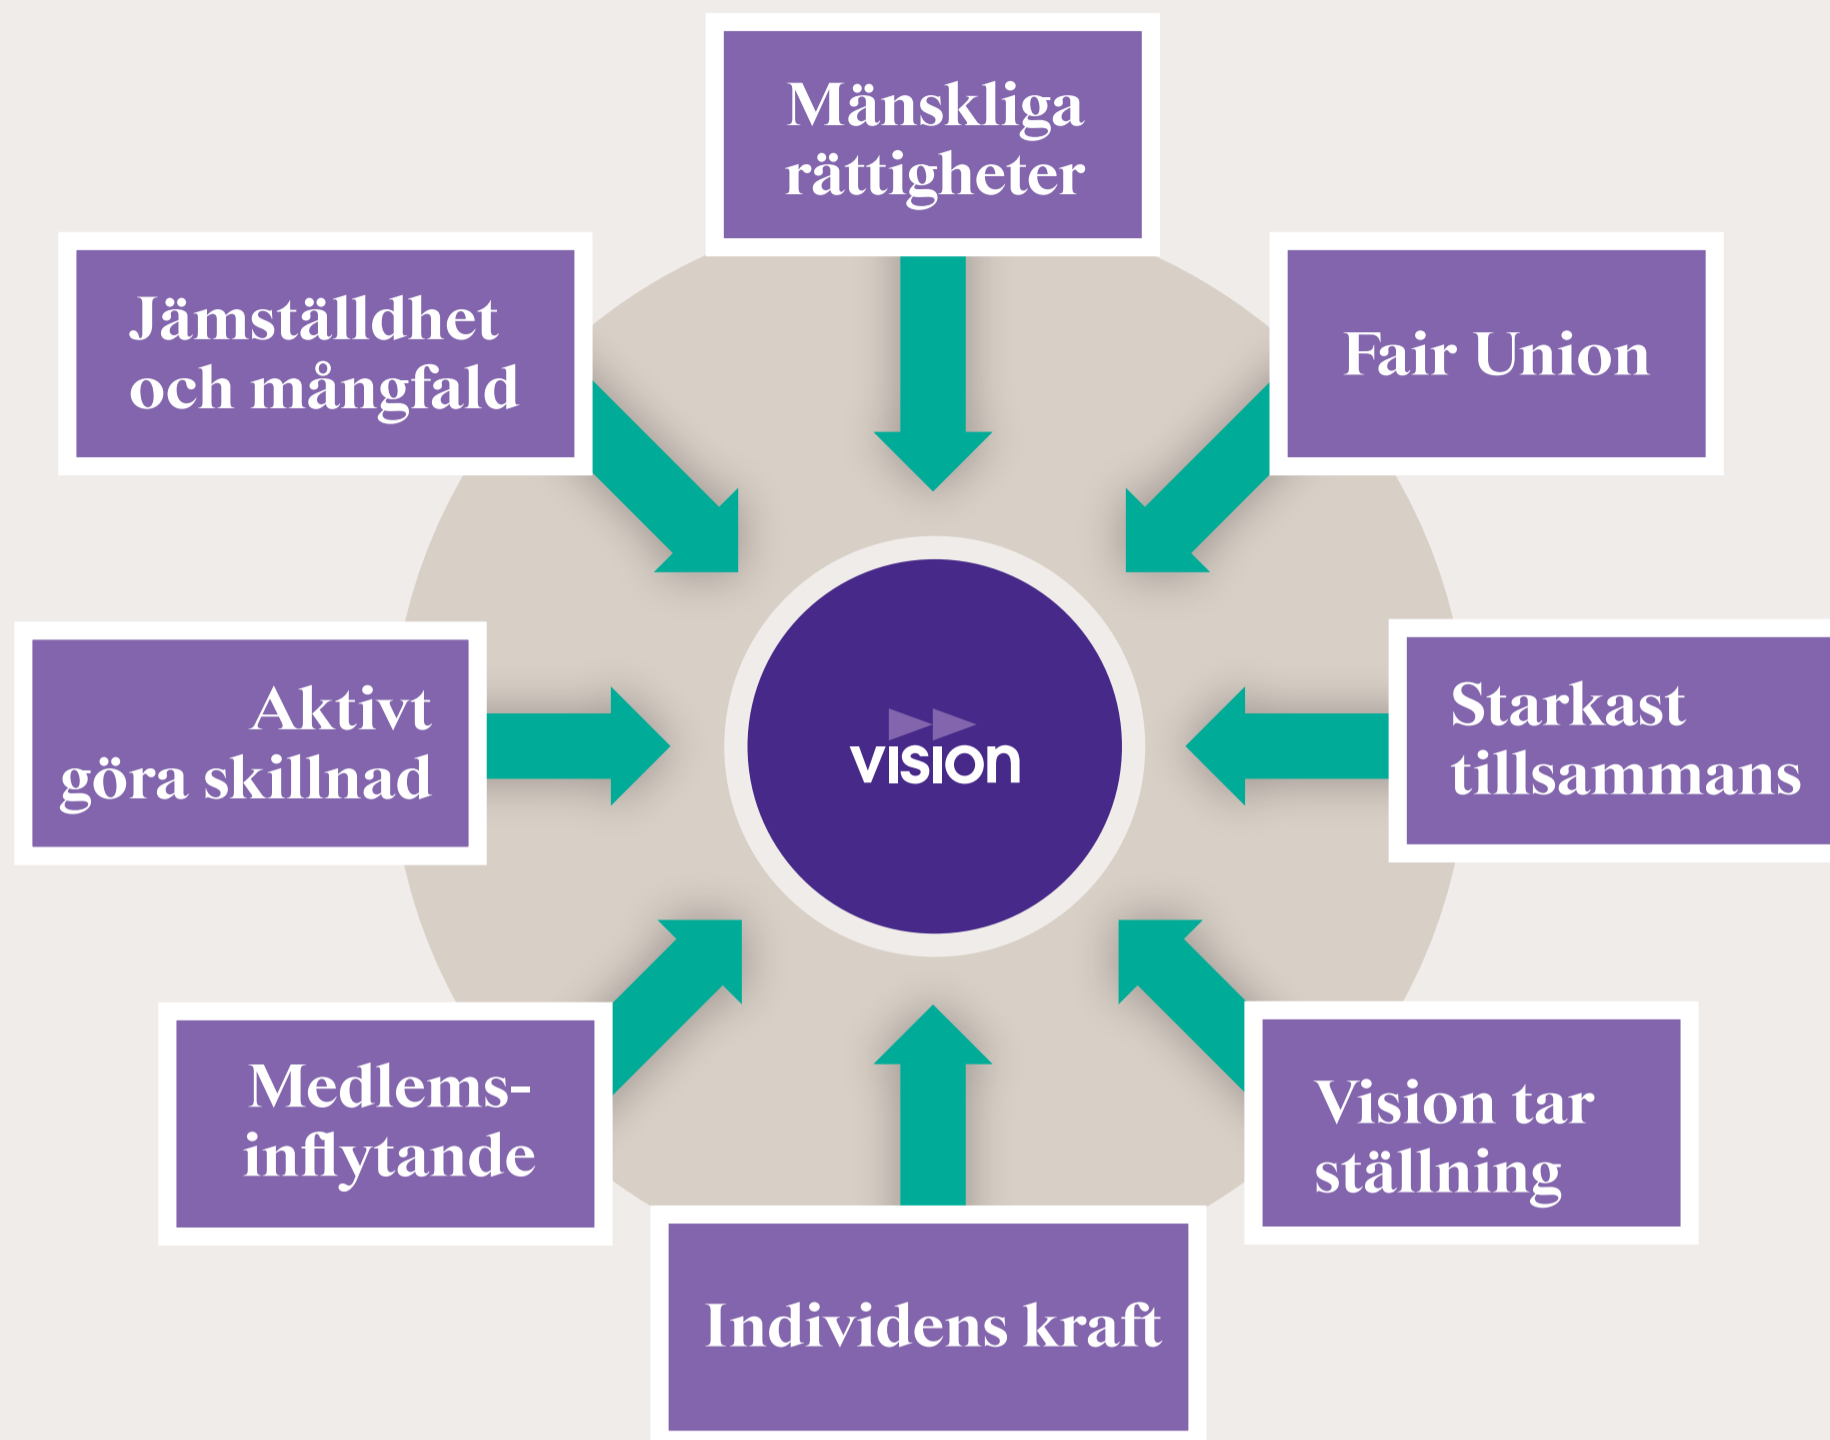 Mänskliga
rättigheter
Jämställdhet
och mångfald
Fair Union
Aktivt
göra skillnad
vision
Starkast
tillsammans
Medlems-
inflytande
Vision tar
ställning
Individens kraft